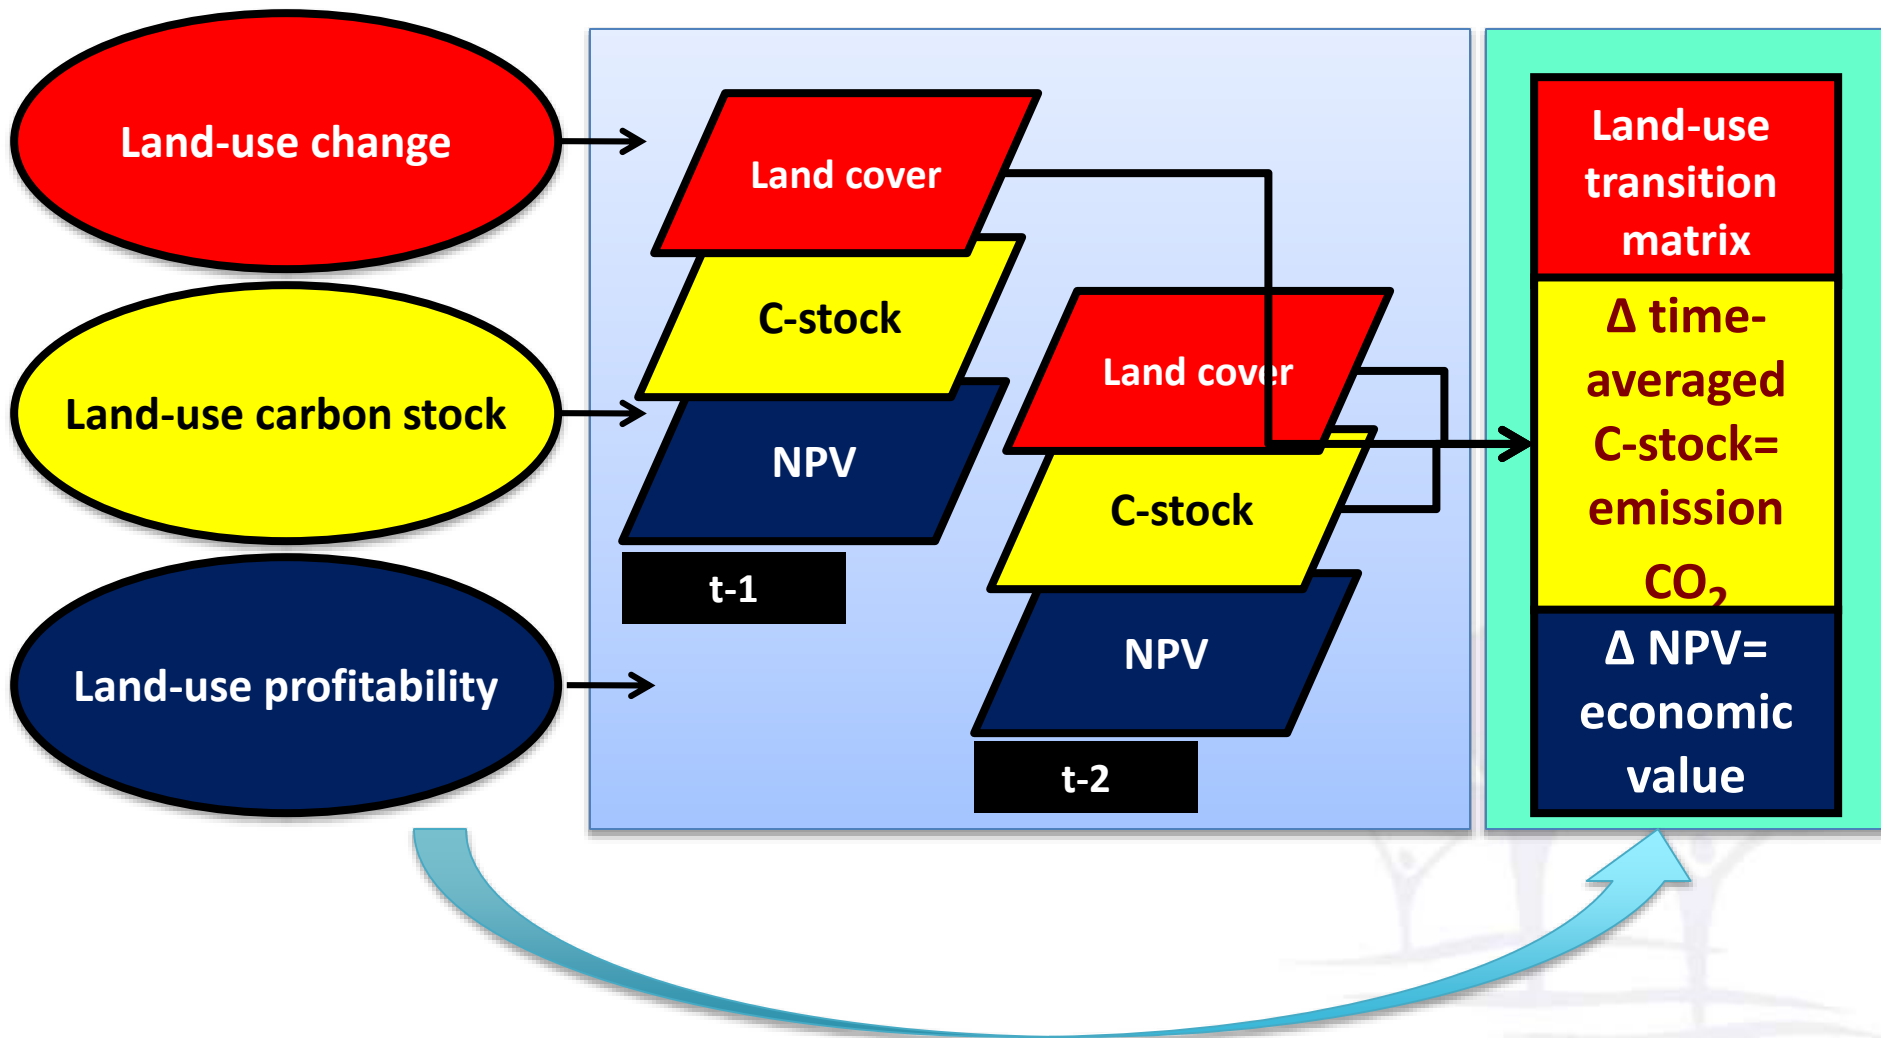 Land-use change
Land-use carbon stock
Land-use profitability
Land cover
C-stock
NPV
t-1
Land cover
C-stock
NPV
t-2
Land-use
transition
matrix
Δ time-
averaged
C-stock=
emission
CO₂
Δ NPV=
economic
value